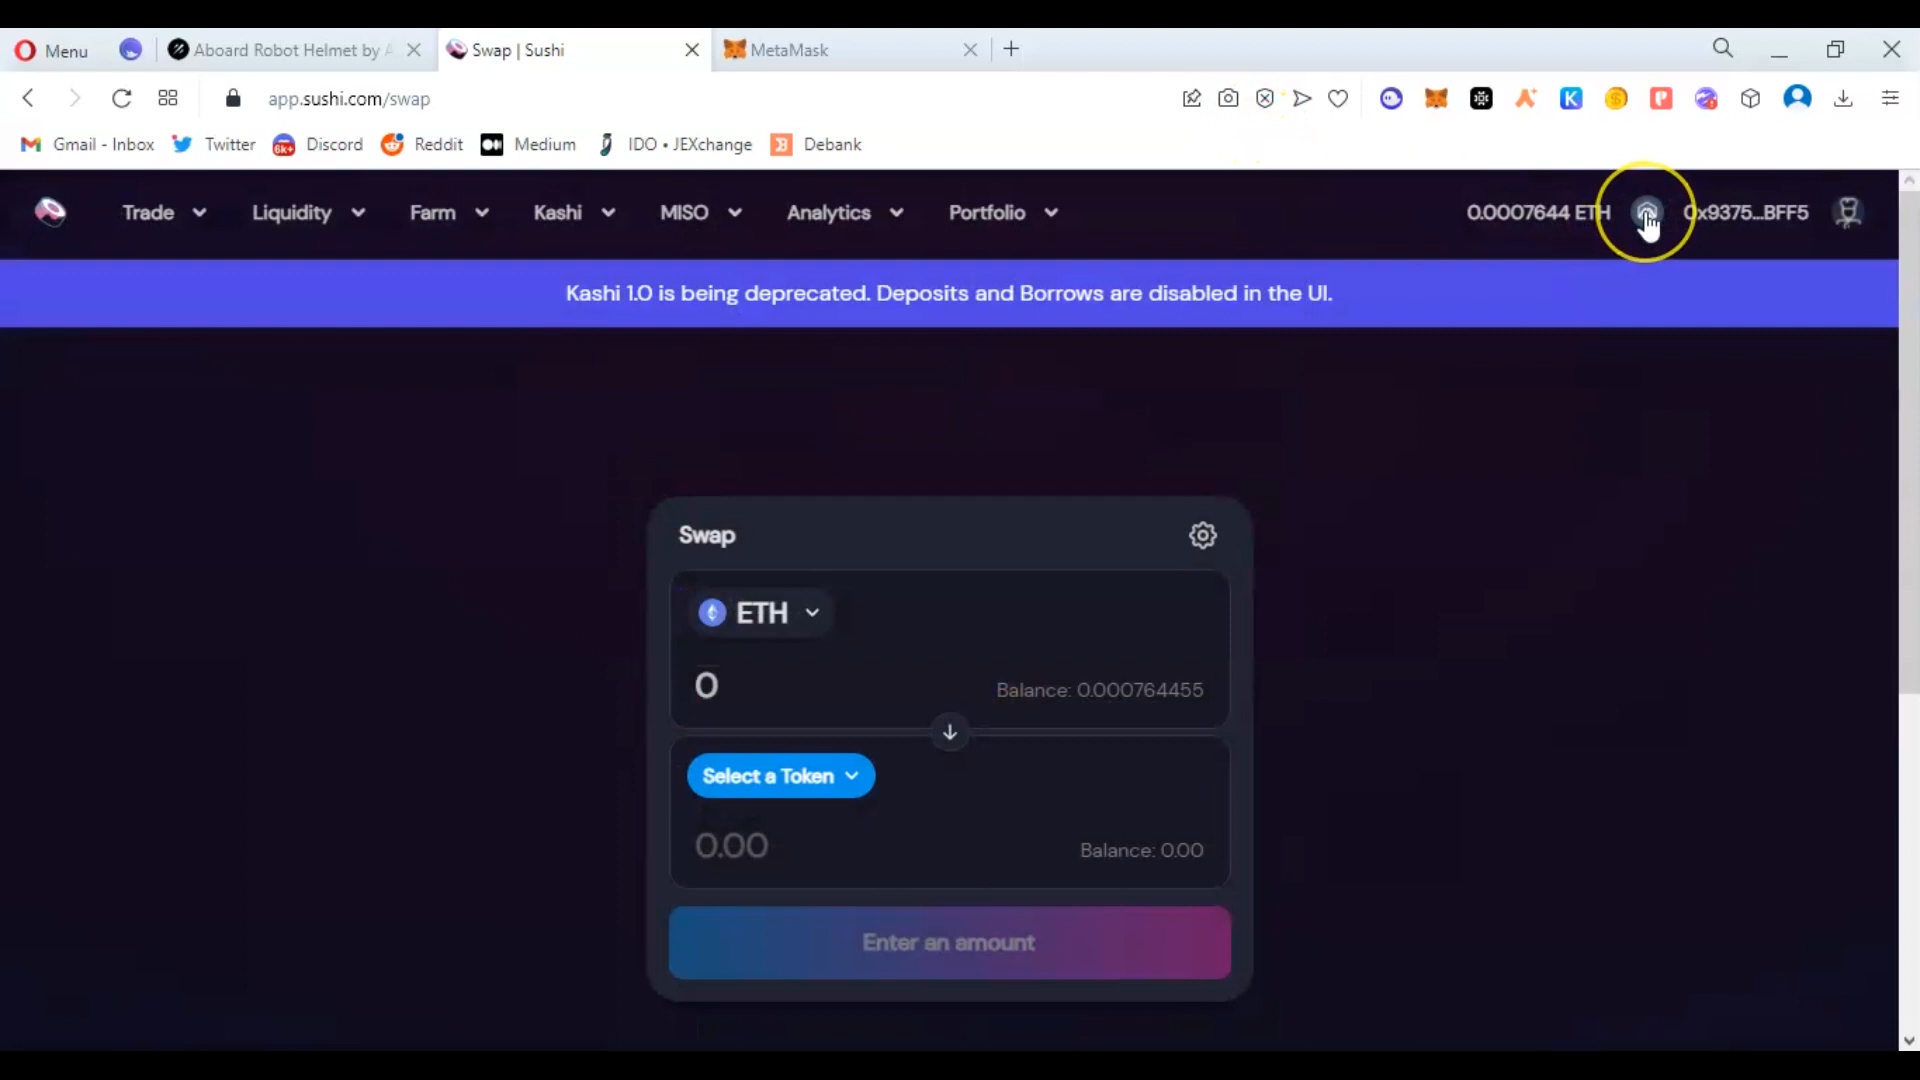 Menu
Aboard Robot Helmet by A
Swap | Sushi
MetaMask
app.sushi.com/swap
Gmail - Inbox
Twitter
6k+
Discord
Reddit
Medium
IDO • JEXchange
Debank
Trade
Liquidity
Farm
Kashi
MISO
Analytics
Portfolio
0.0007644 ETH
0x9375...BFF5
Kashi 1.0 is being deprecated. Deposits and Borrows are disabled in the UI.
Swap
ETH
0
Balance: 0.000764455
Select a Token
0.00
Balance: 0.00
Enter an amount